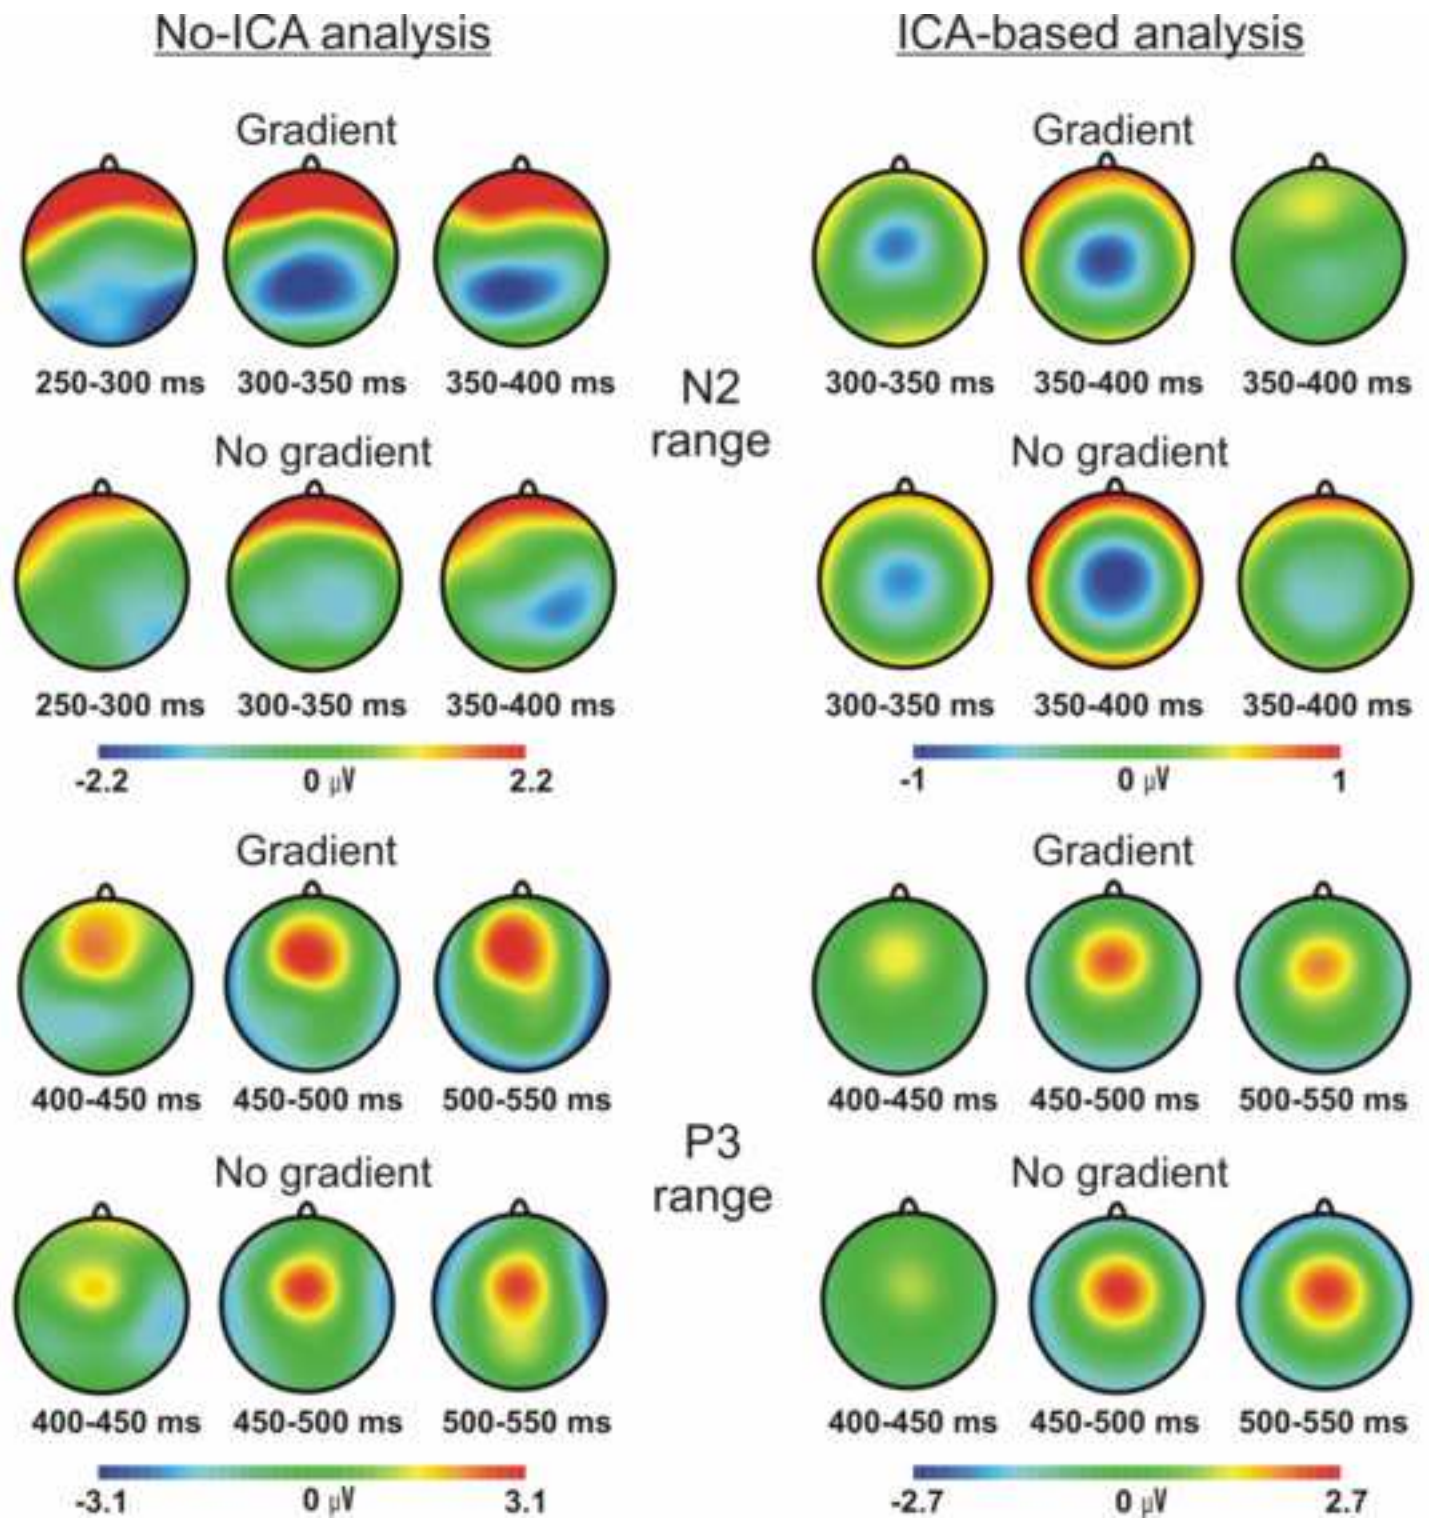 No-ICA analysis ICA-based analysis
Gradient Gradient
250-300 ms 300-350 ms 350-400 ms 300-350 ms 350-400 ms 350-400 ms
N2
range
No gradient No gradient
250-300 ms 300-350 ms 350-400 ms 300-350 ms 350-400 ms 350-400 ms
-2.2 0 μV 2.2 -1 0 μV 1
Gradient Gradient
400-450 ms 450-500 ms 500-550 ms 400-450 ms 450-500 ms 500-550 ms
P3
range
No gradient No gradient
400-450 ms 450-500 ms 500-550 ms 400-450 ms 450-500 ms 500-550 ms
-3.1 0 μV 3.1 -2.7 0 μV 2.7